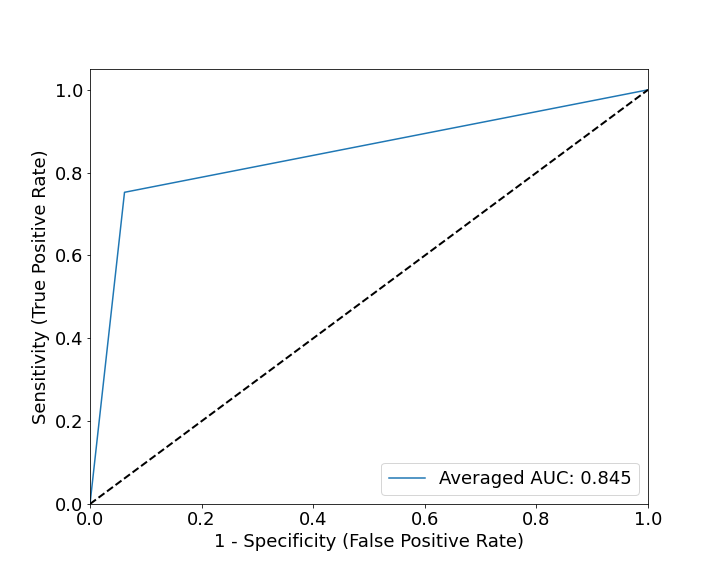 1.0
0.8
0.6
0.4
0.2
0.0
Sensitivity (True Positive Rate)
Averaged AUC: 0.845
0.0 0.2 0.4 0.6 0.8 1.0
1 - Specificity (False Positive Rate)